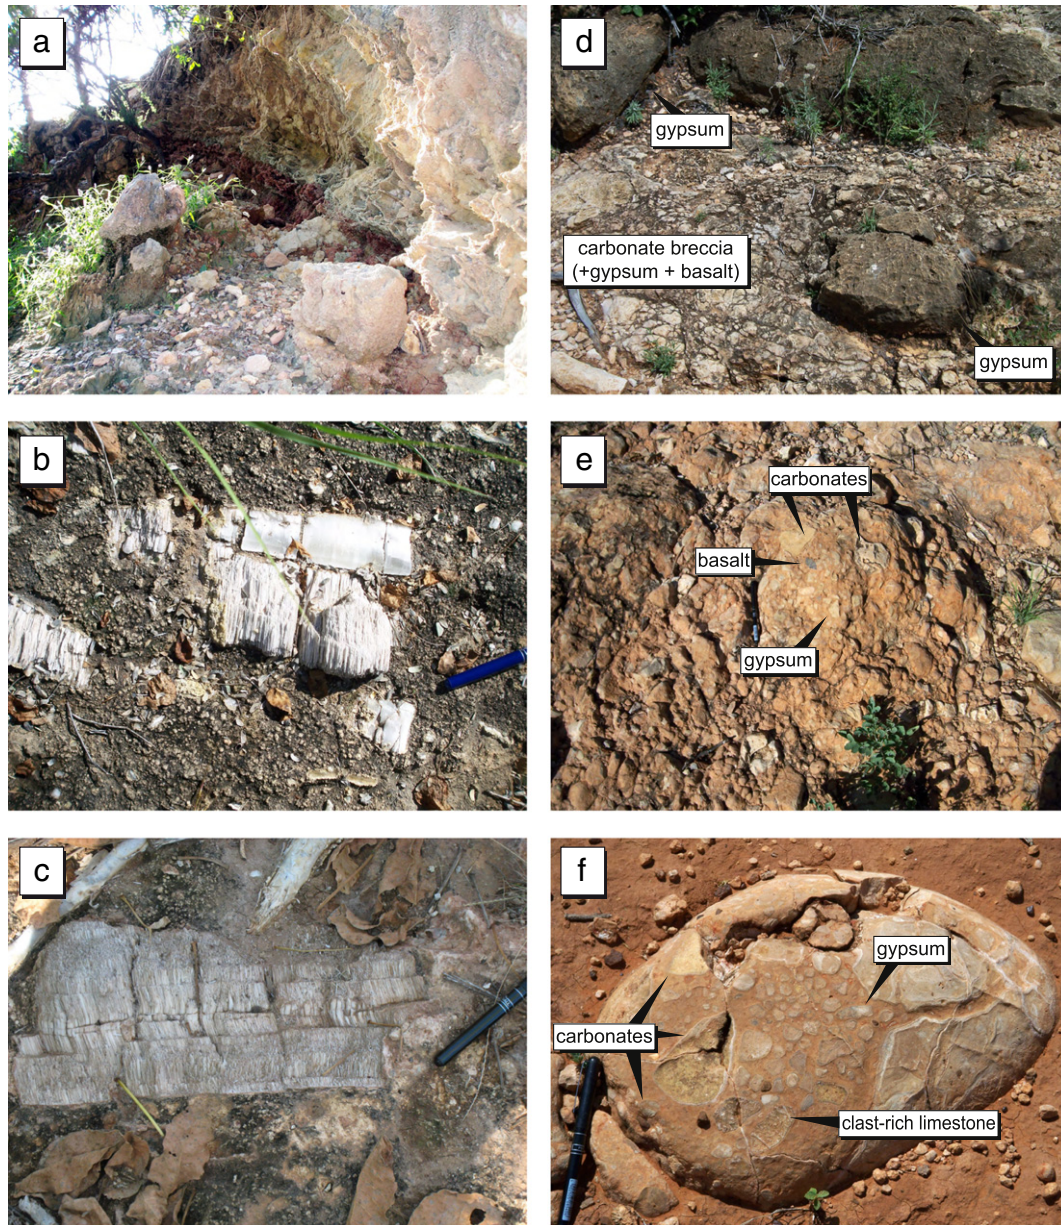 a
b
c
d
gypsum
carbonate breccia
(+gypsum + basalt)
gypsum
e
carbonates
basalt
gypsum
f
gypsum
carbonates
clast-rich limestone